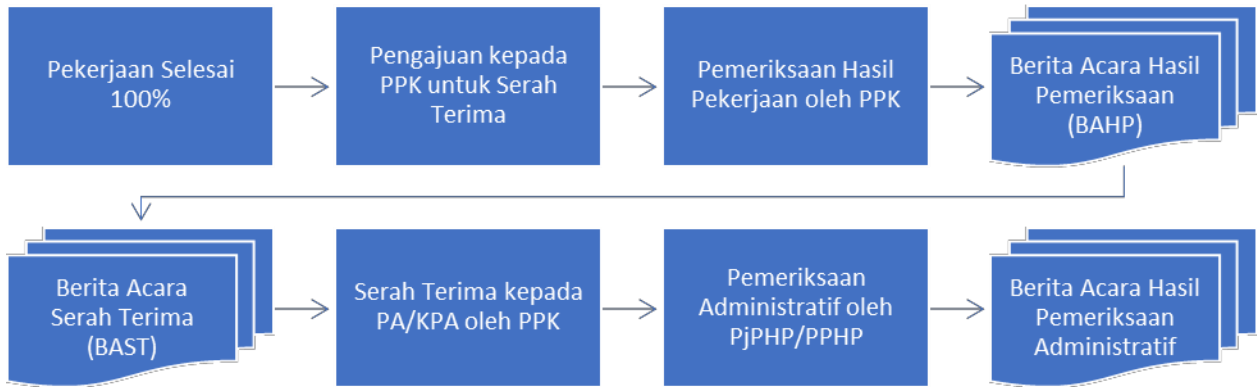 Pekerjaan Selesai
100%
Pengajuan kepada
PPK untuk Serah
Terima
Pemeriksaan Hasil
Pekerjaan oleh PPK
Berita Acara Hasil
Pemeriksaan
(BAHP)
Berita Acara
Serah Terima
(BAST)
Serah Terima kepada
PA/KPA oleh PPK
Pemeriksaan
Administratif oleh
PjPHP/PPHP
Berita Acara Hasil
Pemeriksaan
Administratif